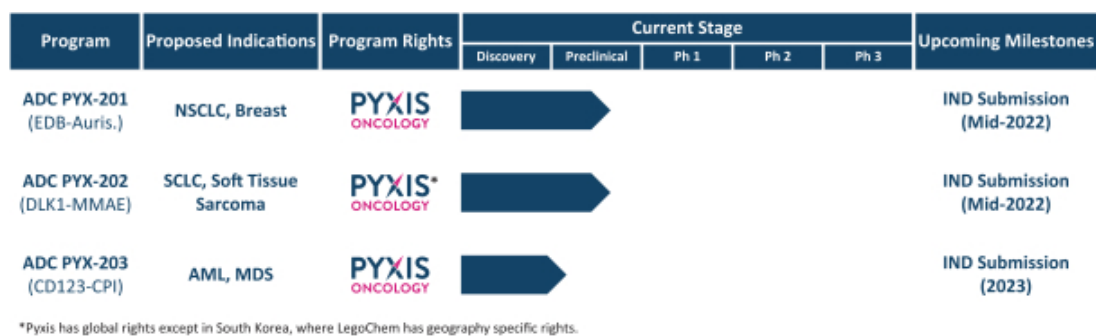 Program
Proposed Indications
Program Rights
Current Stage
Discovery
Preclinical
Ph 1
Ph 2
Ph 3
Upcoming Milestones
ADC PYX-201
(EDB-Auris.)
NSCLC, Breast
PYXIS
ONCOLOGY
IND Submission
(Mid-2022)
ADC PYX-202
(DLK1-MMAE)
SCLC, Soft Tissue
Sarcoma
PYXIS*
ONCOLOGY
IND Submission
(Mid-2022)
ADC PYX-203
(CD123-CPI)
AML, MDS
PYXIS
ONCOLOGY
IND Submission
(2023)
*Pyxis has global rights except in South Korea, where LegoChem has geography specific rights.